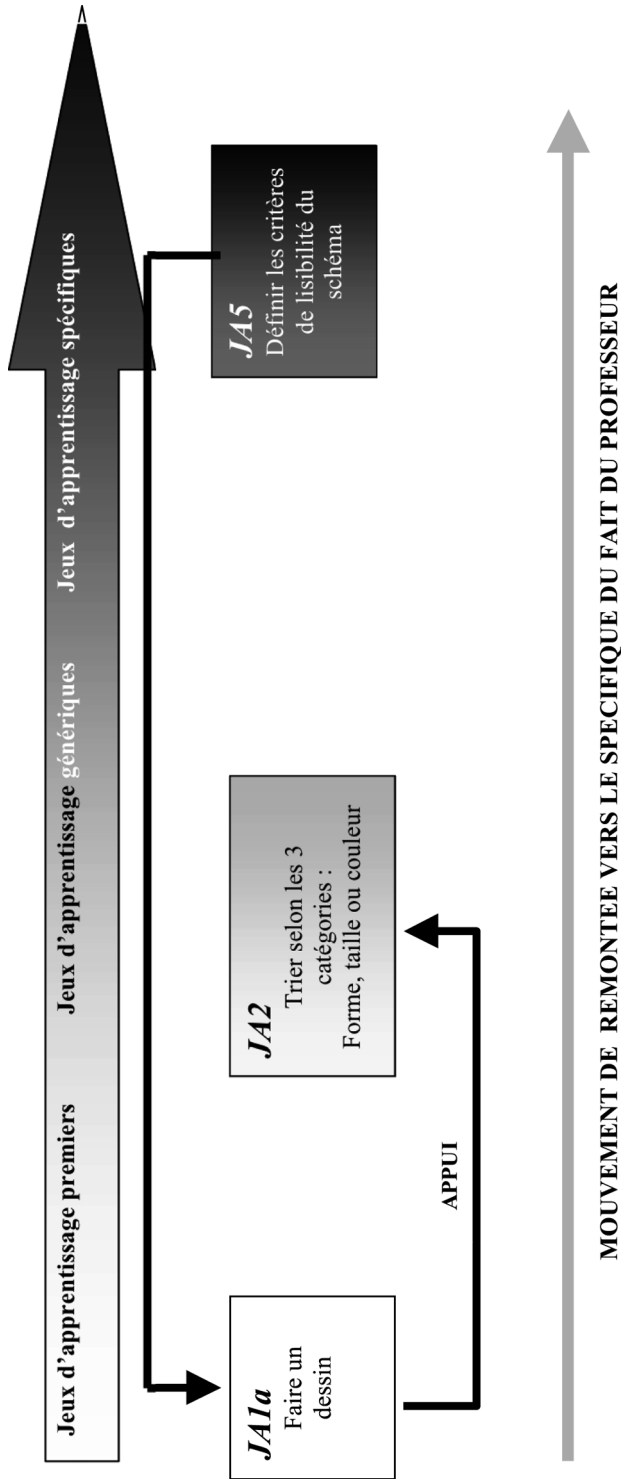 Jeux d'apprentissage premiers
Jeux d'apprentissage génériques
Jeux d'apprentissage spécifiques
JA1a
Faire un
dessin
JA2
Trier selon les 3
catégories :
Forme, taille ou couleur
JA5
Définir les critères
de lisibilité du
schéma
APPUI
MOUVEMENT DE REMONTEE VERS LE SPECIFIQUE DU FAIT DU PROFESSEUR